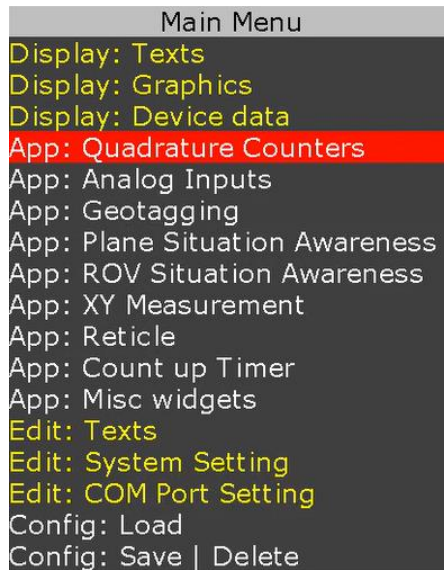 Main Menu
Display: Texts
Display: Graphics
Display: Device data
App: Quadrature Counters
App: Analog Inputs
App: Geotagging
App: Plane Situation Awareness
App: ROV Situation Awareness
App: XY Measurement
App: Reticle
App: Count up Timer
App: Misc widgets
Edit: Texts
Edit: System Setting
Edit: COM Port Setting
Config: Load
Config: Save | Delete